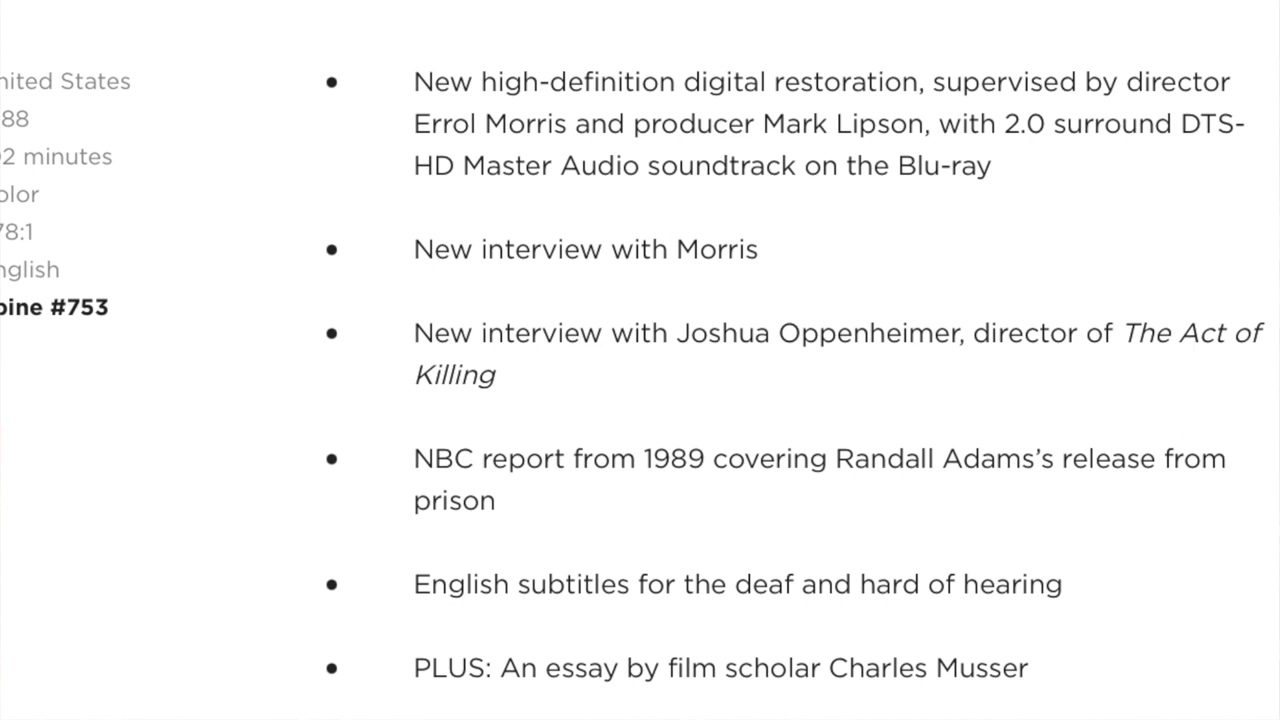 nited States
88
2 minutes
olor
78:1
nglish
pine #753
• New high-definition digital restoration, supervised by director
Errol Morris and producer Mark Lipson, with 2.0 surround DTS-
HD Master Audio soundtrack on the Blu-ray
• New interview with Morris
• New interview with Joshua Oppenheimer, director of The Act of
Killing
• NBC report from 1989 covering Randall Adams’s release from
prison
• English subtitles for the deaf and hard of hearing
• PLUS: An essay by film scholar Charles Musser